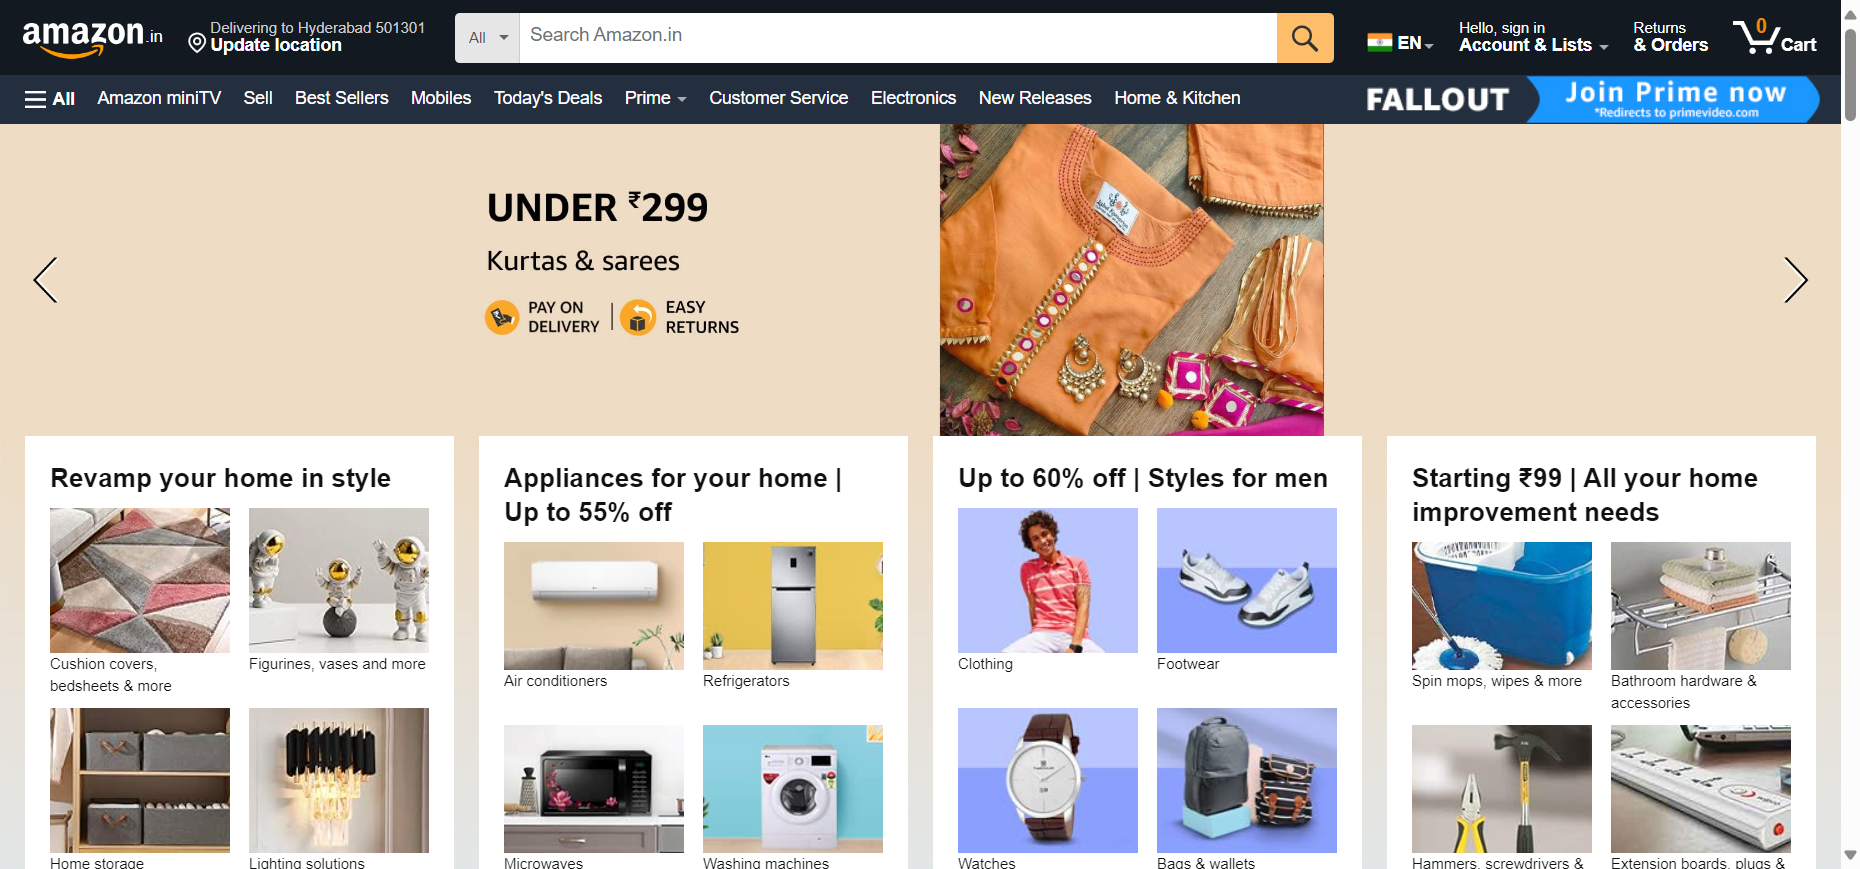 amazon.in
Delivering to Hyderabad 501301
Update location
All
Search Amazon.in
EN
Hello, sign in
Account & Lists
Returns
& Orders
0
Cart
All
Amazon miniTV
Sell
Best Sellers
Mobiles
Today's Deals
Prime
Customer Service
Electronics
New Releases
Home & Kitchen
FALLOUT
Join Prime now
*Redirects to primevideo.com
UNDER ₹299
Kurtas & sarees
PAY ON
DELIVERY
EASY
RETURNS
Revamp your home in style
Cushion covers,
bedsheets & more
Figurines, vases and more
Home storage
Lighting solutions
Appliances for your home |
Up to 55% off
Air conditioners
Refrigerators
Microwaves
Washing machines
Up to 60% off | Styles for men
Clothing
Footwear
Watches
Bags & wallets
Starting ₹99 | All your home
improvement needs
Spin mops, wipes & more
Bathroom hardware &
accessories
Hammers, screwdrivers &
Extension boards, plugs &